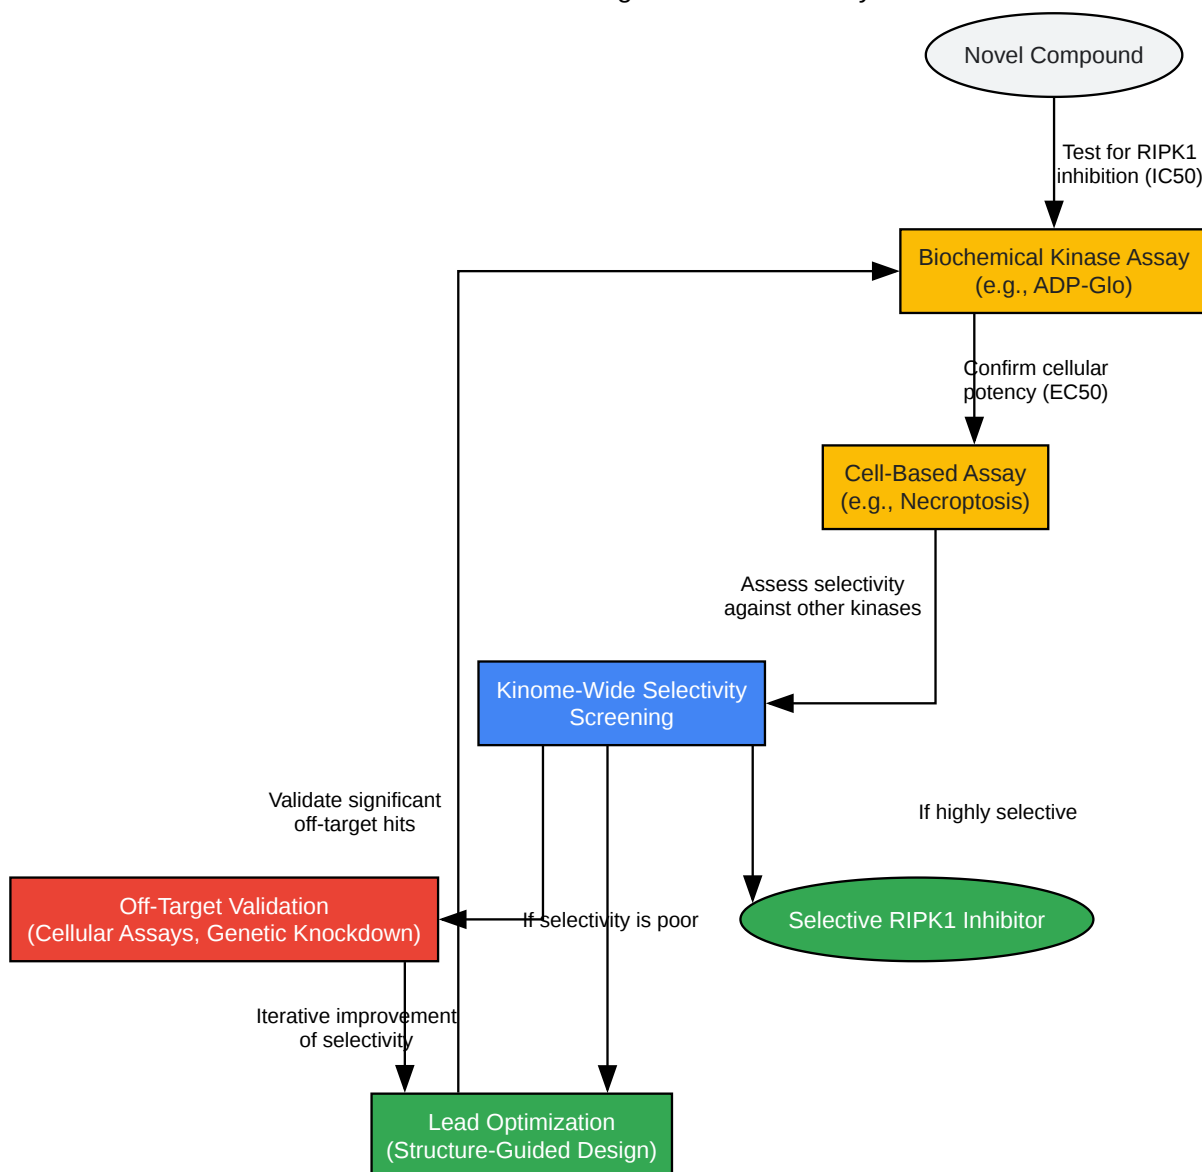 Novel Compound
Test for RIPK1
inhibition (IC50)
Biochemical Kinase Assay
(e.g., ADP-Glo)
Confirm cellular
potency (EC50)
Cell-Based Assay
(e.g., Necroptosis)
Assess selectivity
against other kinases
Kinome-Wide Selectivity
Screening
Validate significant
off-target hits
If highly selective
Off-Target Validation
(Cellular Assays, Genetic Knockdown)
If selectivity is poor
Selective RIPK1 Inhibitor
Iterative improvement
of selectivity
Lead Optimization
(Structure-Guided Design)